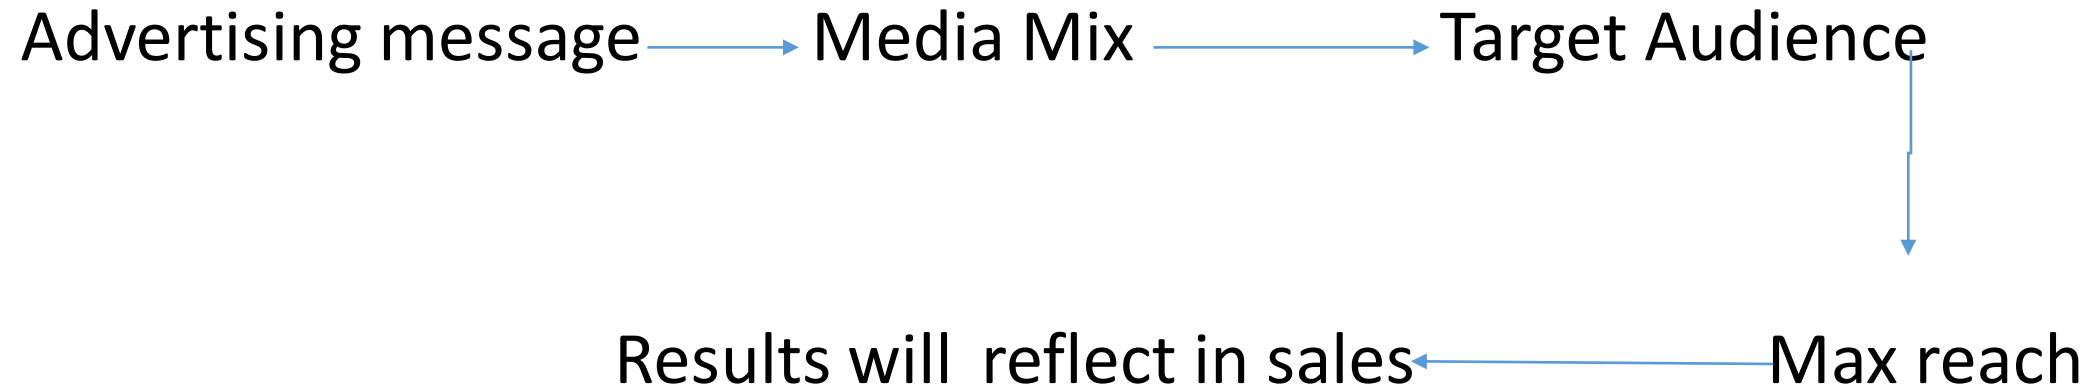 Advertising message Media Mix Target Audience
Results will reflect in sales Max reach